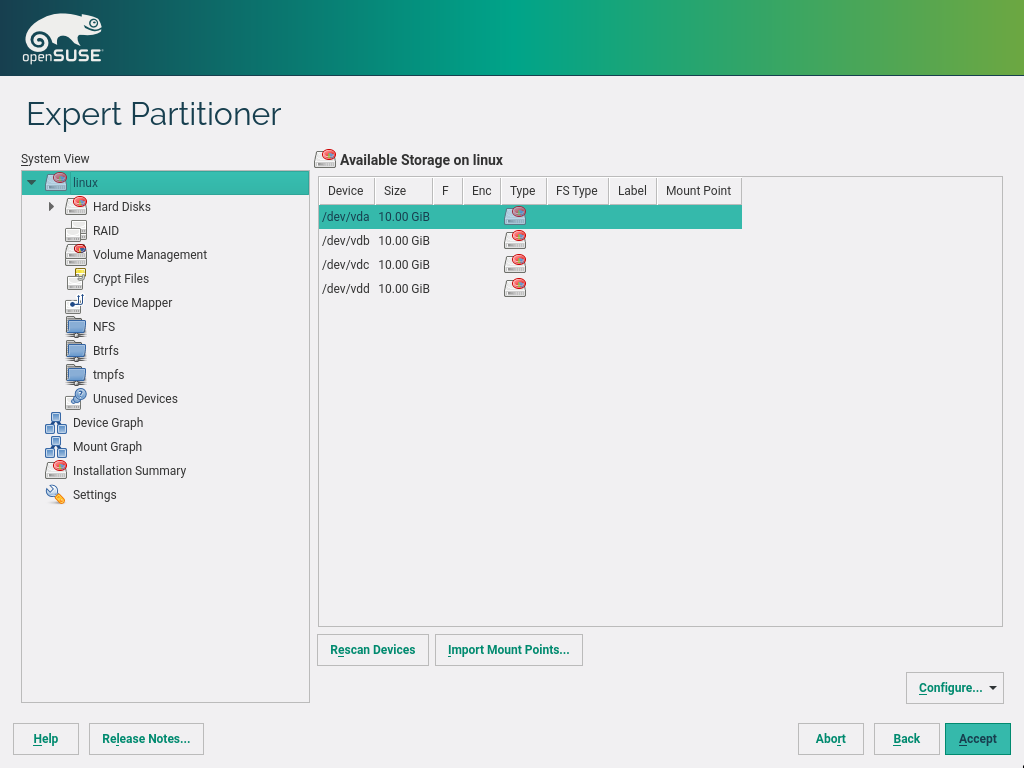 openSUSE
Expert Partitioner
System View
linux
Hard Disks
RAID
Volume Management
Crypt Files
Device Mapper
NFS
Btrfs
tmpfs
Unused Devices
Device Graph
Mount Graph
Installation Summary
Settings
Available Storage on linux
Device Size F Enc Type FS Type Label Mount Point
/dev/vda 10.00 GiB
/dev/vdb 10.00 GiB
/dev/vdc 10.00 GiB
/dev/vdd 10.00 GiB
Rescan Devices Import Mount Points...
Configure...
Help Release Notes... Abort Back Accept